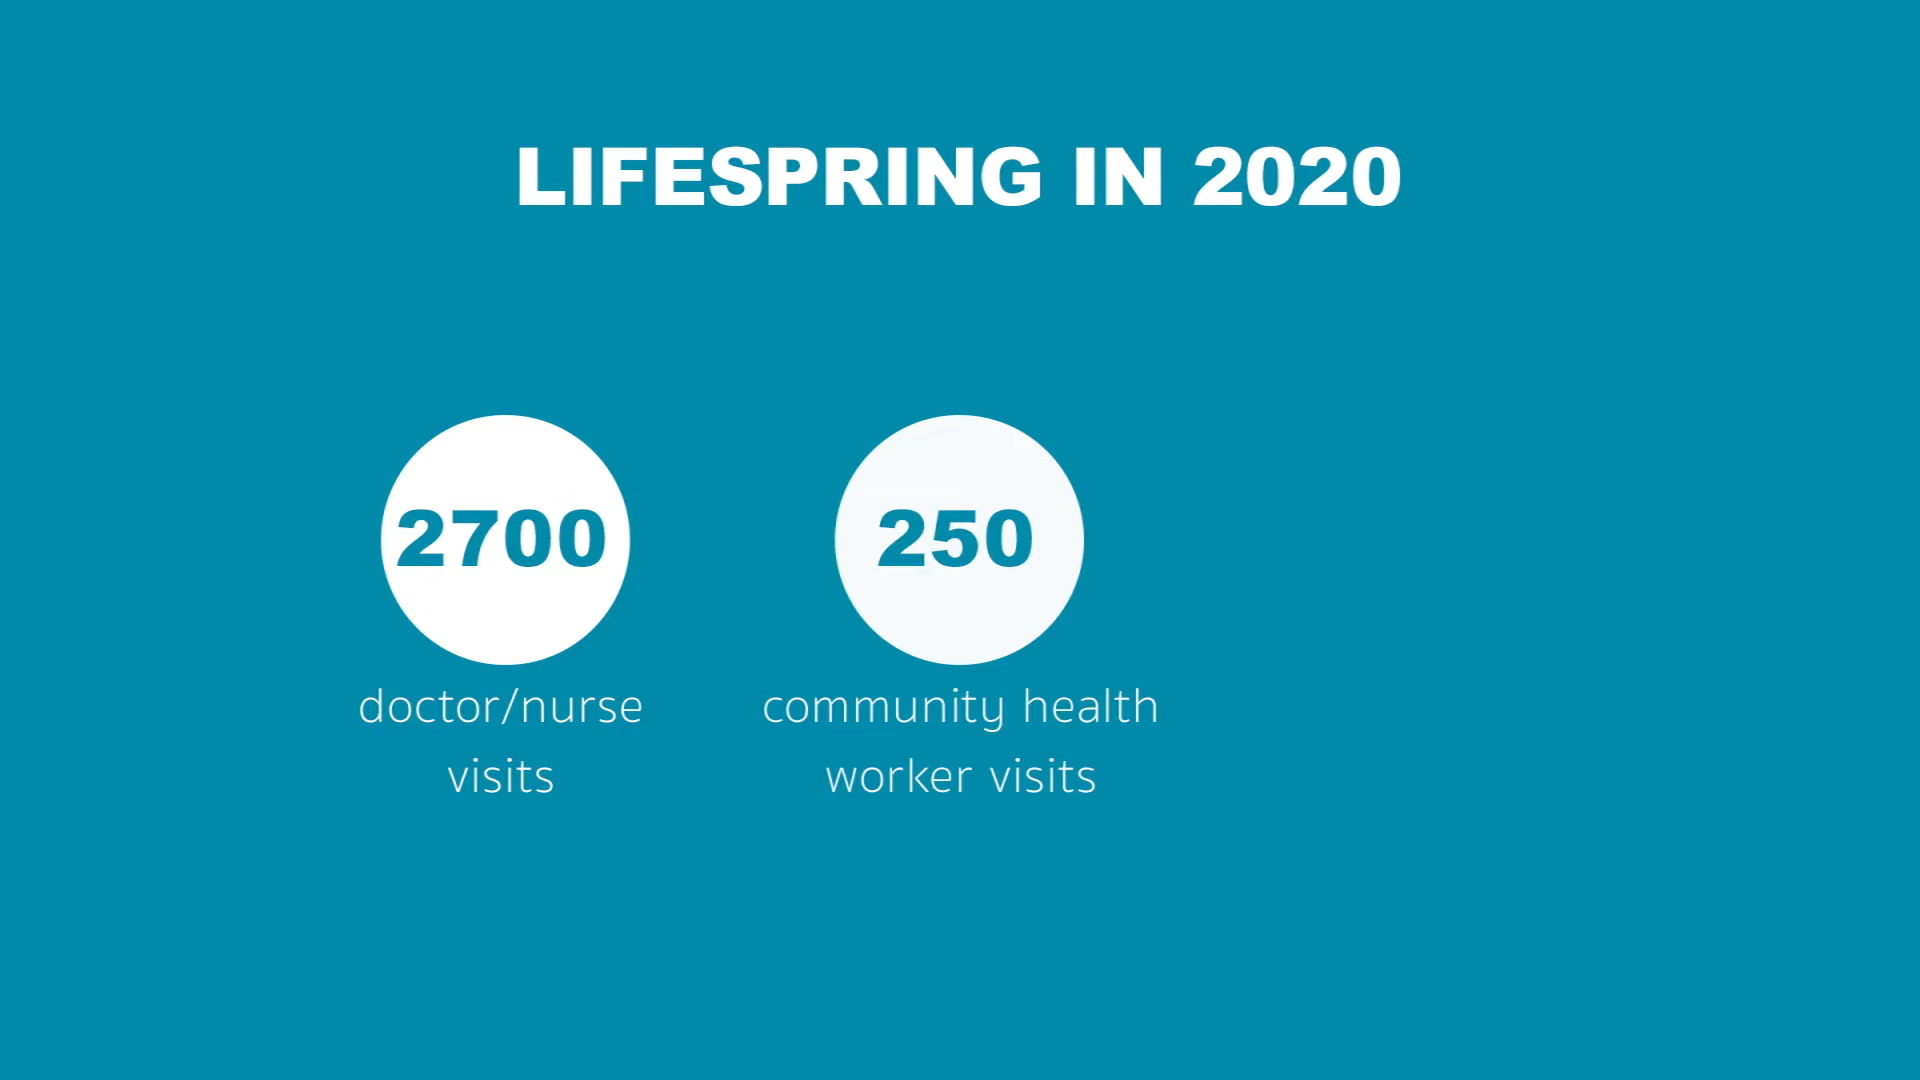 LIFESPRING IN 2020
2700
doctor/nurse
visits
250
community health
worker visits